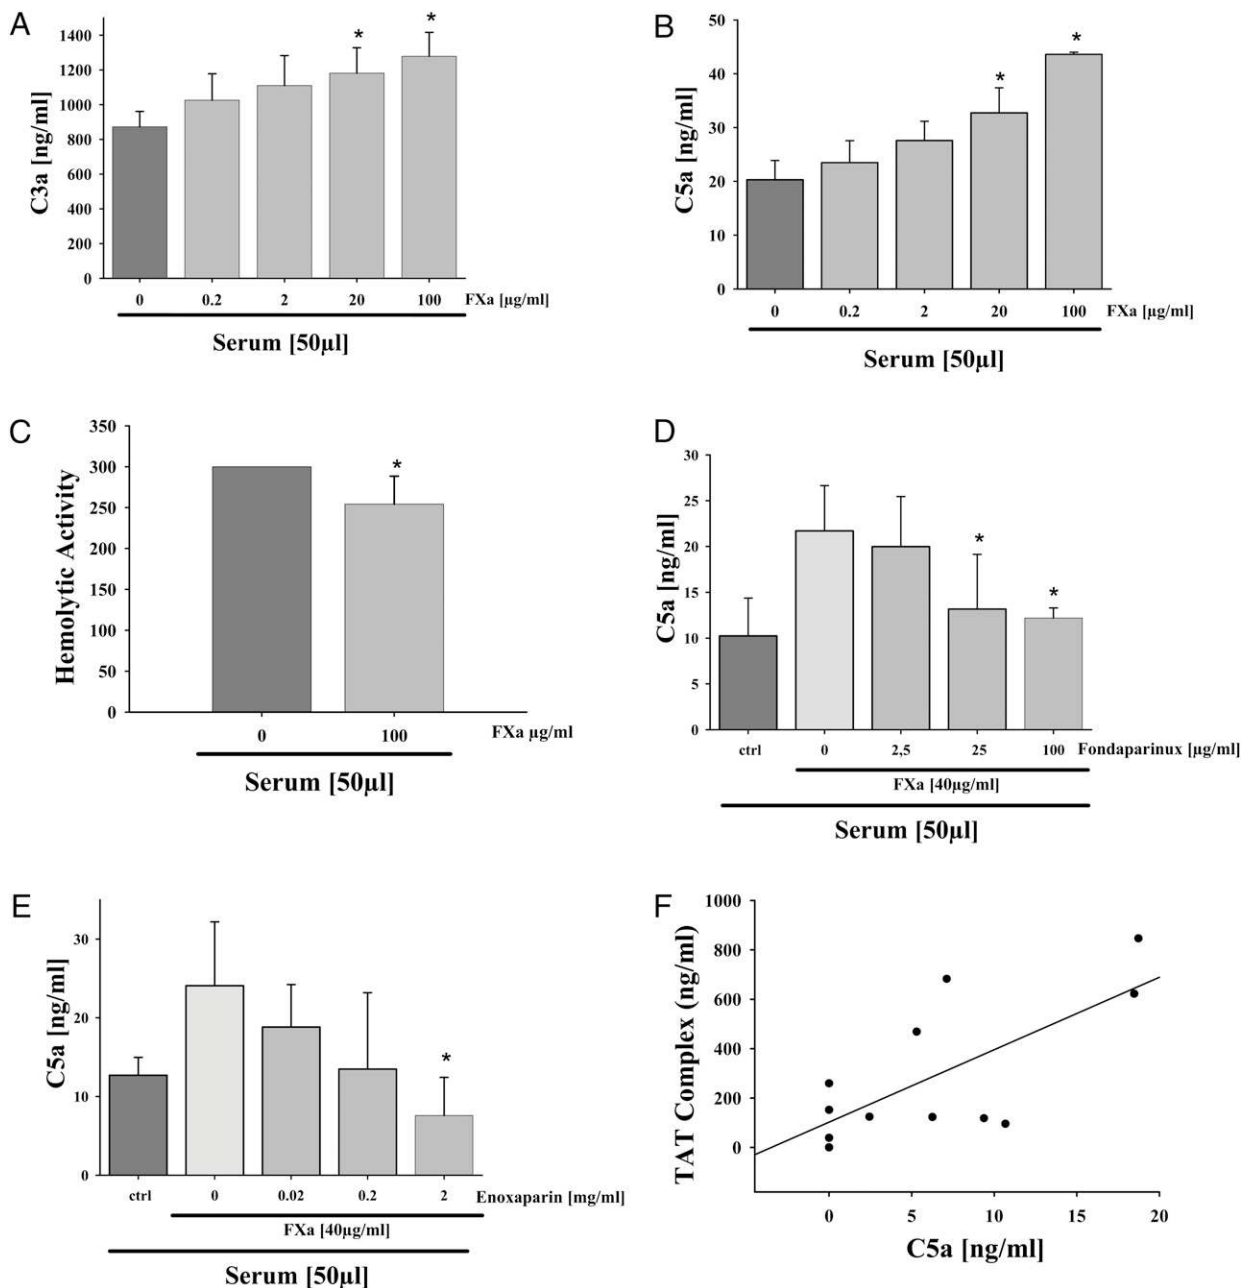 A
C3a [ng/ml]
1400
1200
1000
800
600
400
200
0
* *
0 0.2 2 20 100 FXa [µg/ml]
Serum [50µl]
B
C5a [ng/ml]
50
40
30
20
10
0
* *
0 0.2 2 20 100 FXa [µg/ml]
Serum [50µl]
C
Hemolytic Activity
350
300
250
200
150
100
50
0
*
0 100 FXa µg/ml
Serum [50µl]
D
C5a [ng/ml]
30
25
20
15
10
5
0
* *
ctrl 0 2,5 25 100 Fondaparinux [µg/ml]
FXa [40µg/ml]
Serum [50µl]
E
C5a [ng/ml]
30
20
10
0
*
ctrl 0 0.02 0.2 2 Enoxaparin [mg/ml]
FXa [40µg/ml]
Serum [50µl]
F
TAT Complex (ng/ml)
1000
800
600
400
200
0
0 5 10 15 20
C5a [ng/ml]